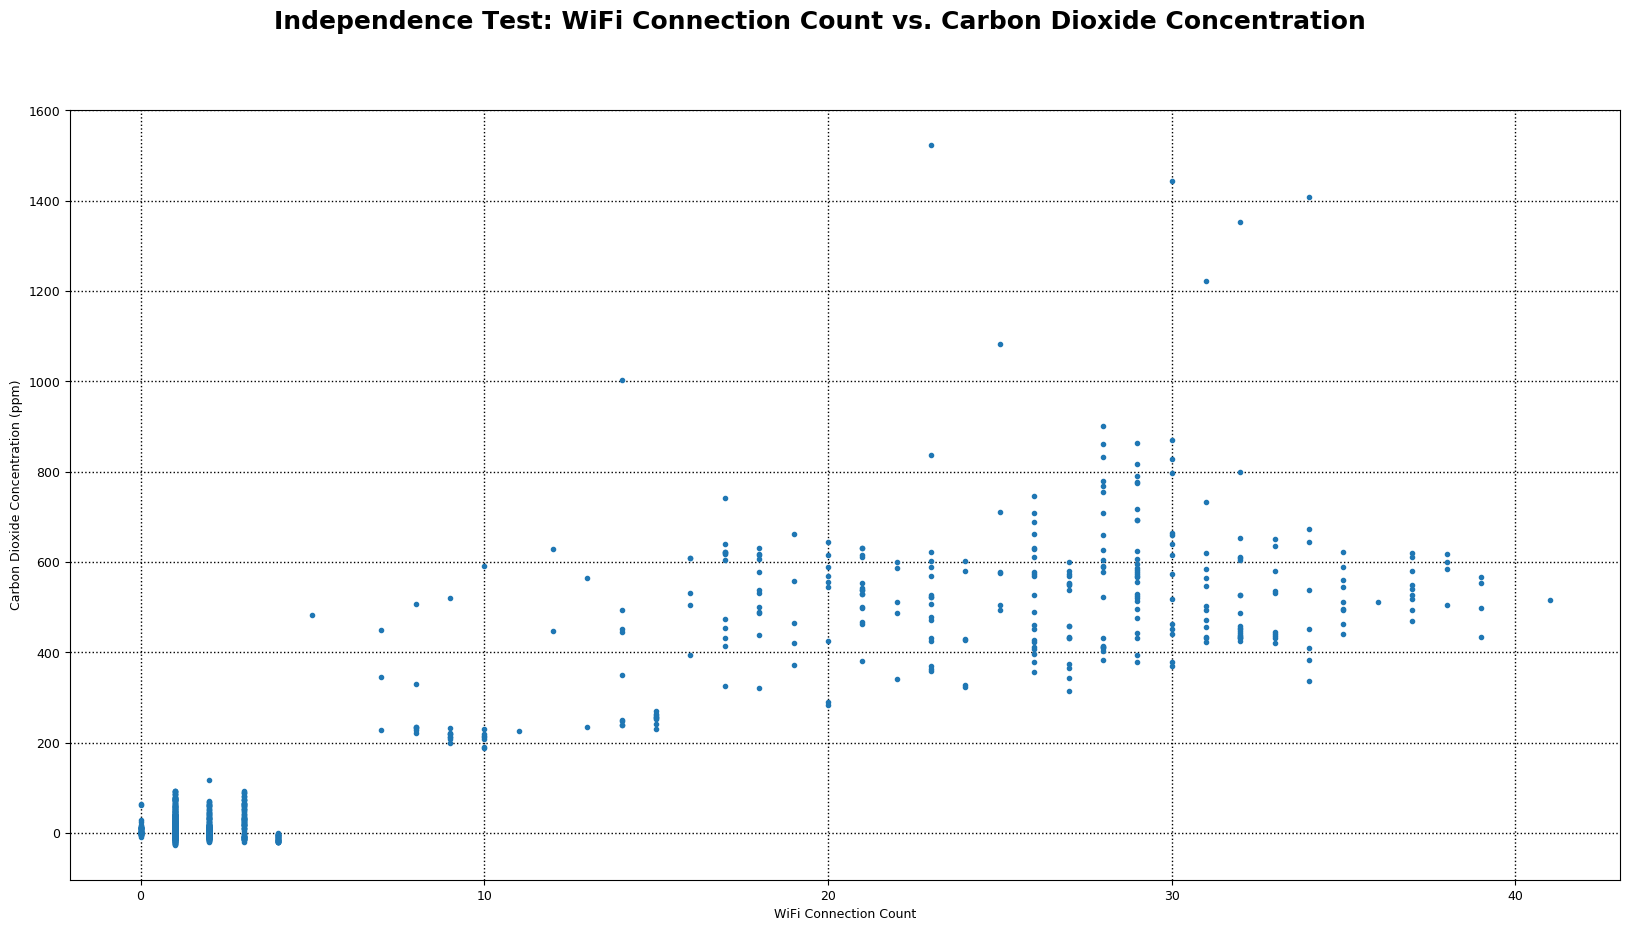 Independence Test: WiFi Connection Count vs. Carbon Dioxide Concentration
1600
1400
1200
1000
800
600
400
200
0
Carbon Dioxide Concentration (ppm)
0 10 20 30 40
WiFi Connection Count